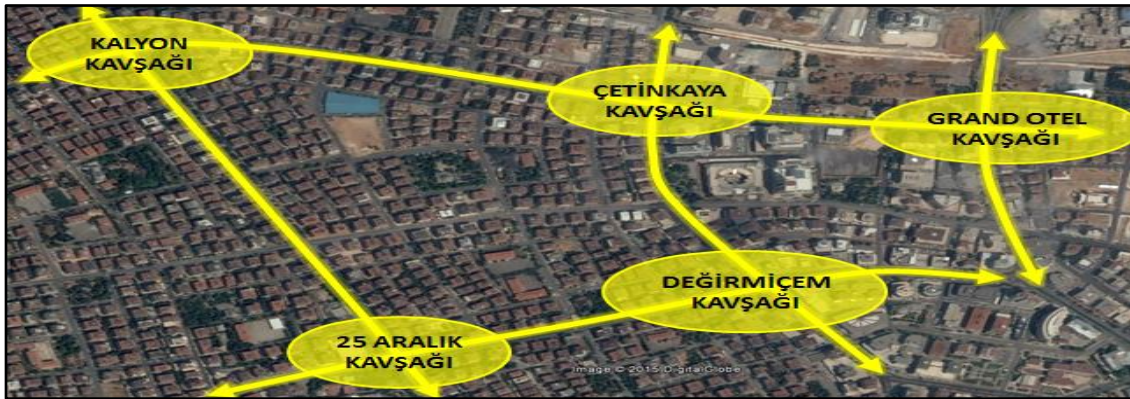 KALYON
KAVŞAĞI
ÇETİNKAYA
KAVŞAĞI
GRAND OTEL
KAVŞAĞI
DEĞİRMİÇEM
KAVŞAĞI
25 ARALIK
KAVŞAĞI
Image © 2015 DigitalGlobe